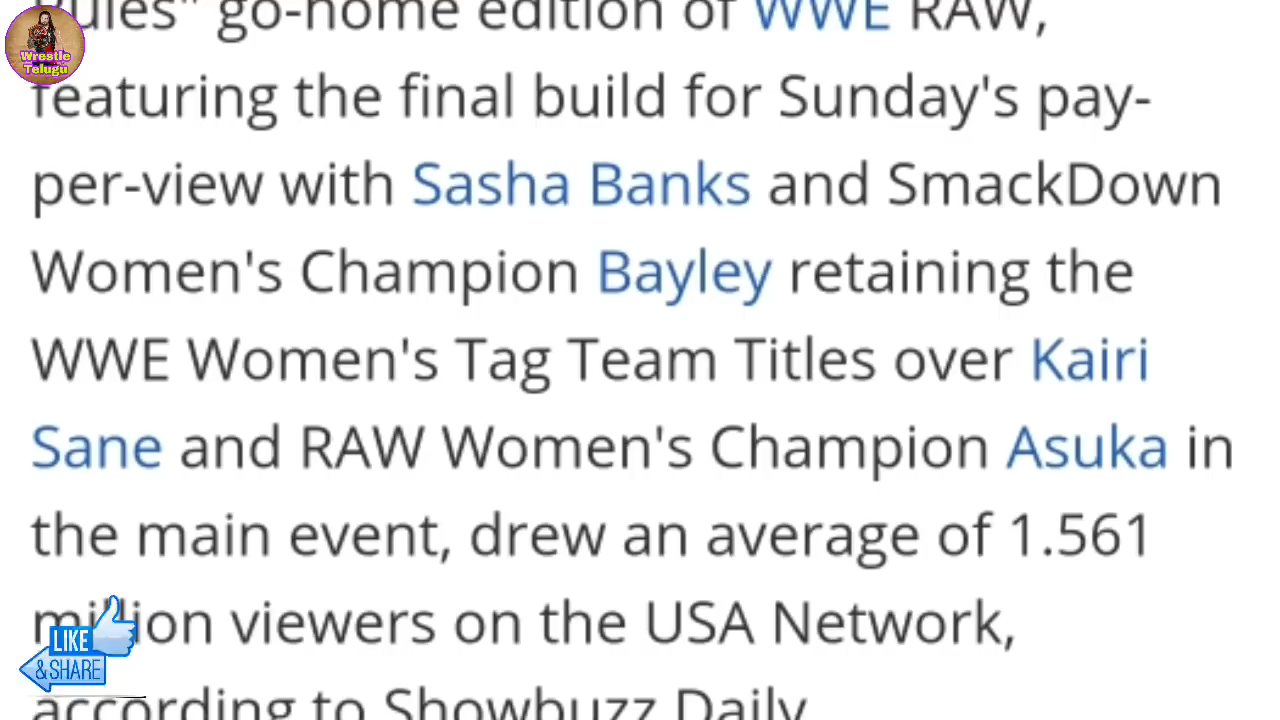 Wrestle
Telugu
Rules" go-home edition of WWE RAW,
featuring the final build for Sunday's pay-
per-view with Sasha Banks and SmackDown
Women's Champion Bayley retaining the
WWE Women's Tag Team Titles over Kairi
Sane and RAW Women's Champion Asuka in
the main event, drew an average of 1.561
million viewers on the USA Network,
according to Showbuzz Daily
LIKE
& SHARE